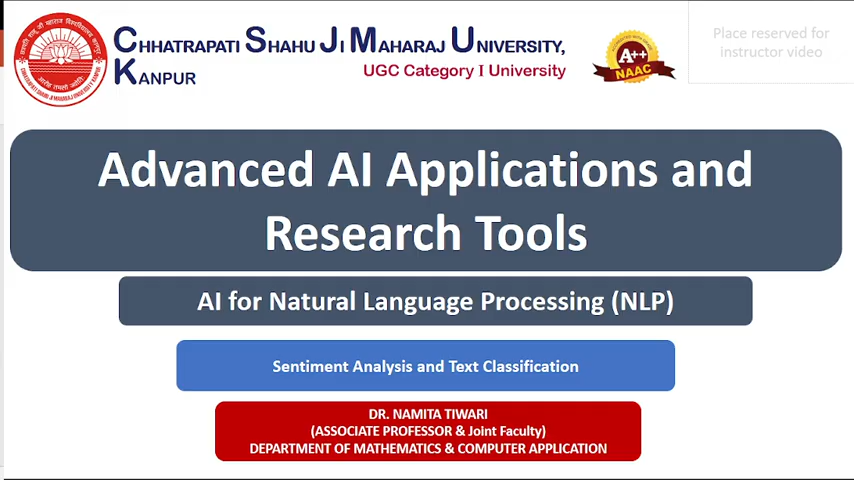 CHHATRAPATI SHAHU JI MAHARAJ UNIVERSITY,
KANPUR
UGC Category I University
A++
NAAC
Place reserved for
instructor video
Advanced AI Applications and
Research Tools
AI for Natural Language Processing (NLP)
Sentiment Analysis and Text Classification
DR. NAMITA TIWARI
(ASSOCIATE PROFESSOR & Joint Faculty)
DEPARTMENT OF MATHEMATICS & COMPUTER APPLICATION